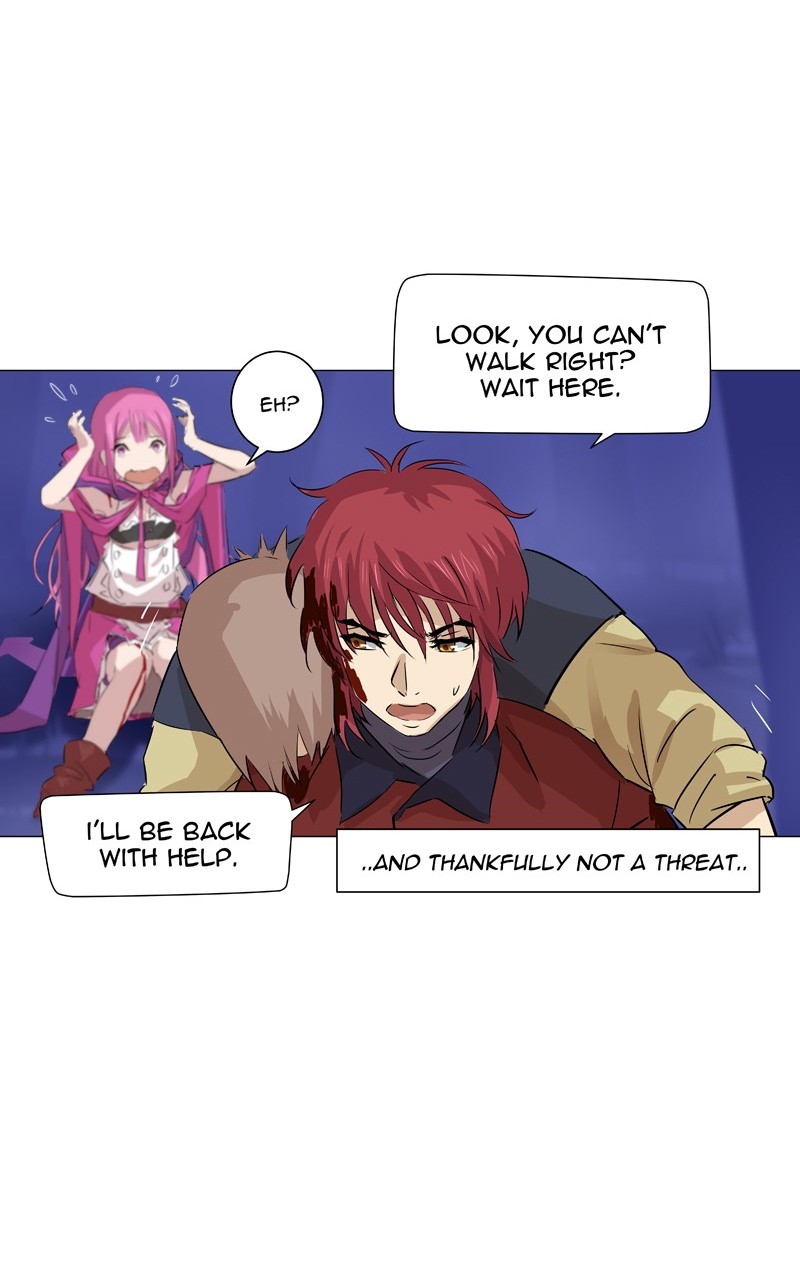 LOOK, YOU CAN'T
WALK RIGHT?
WAIT HERE.
EH?
I'LL BE BACK
WITH HELP.
..AND THANKFULLY NOT A THREAT..